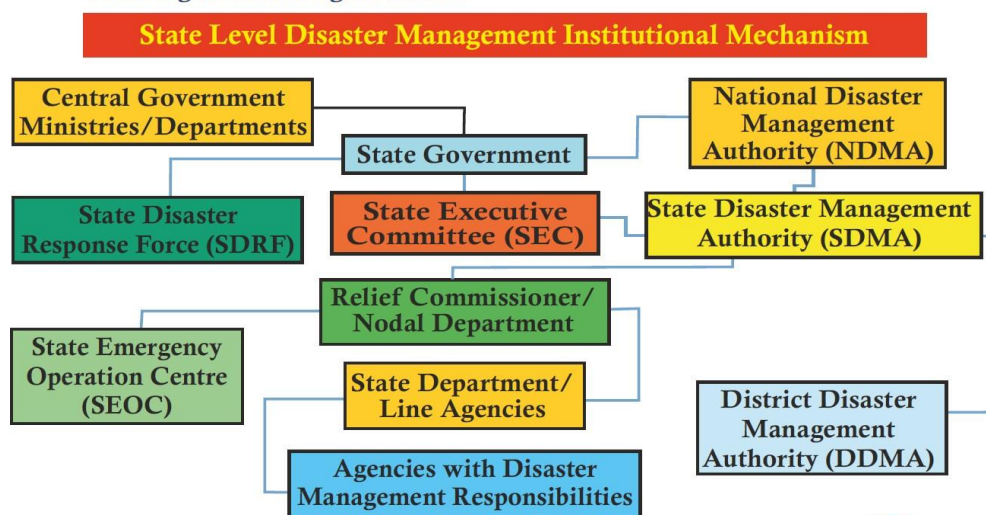 State Level Disaster Management Institutional Mechanism
Central Government
Ministries/Departments
National Disaster
Management
Authority (NDMA)
State Government
State Disaster
Response Force (SDRF)
State Executive
Committee (SEC)
State Disaster Management
Authority (SDMA)
Relief Commissioner/
Nodal Department
State Emergency
Operation Centre
(SEOC)
State Department/
Line Agencies
District Disaster
Management
Authority (DDMA)
Agencies with Disaster
Management Responsibilities